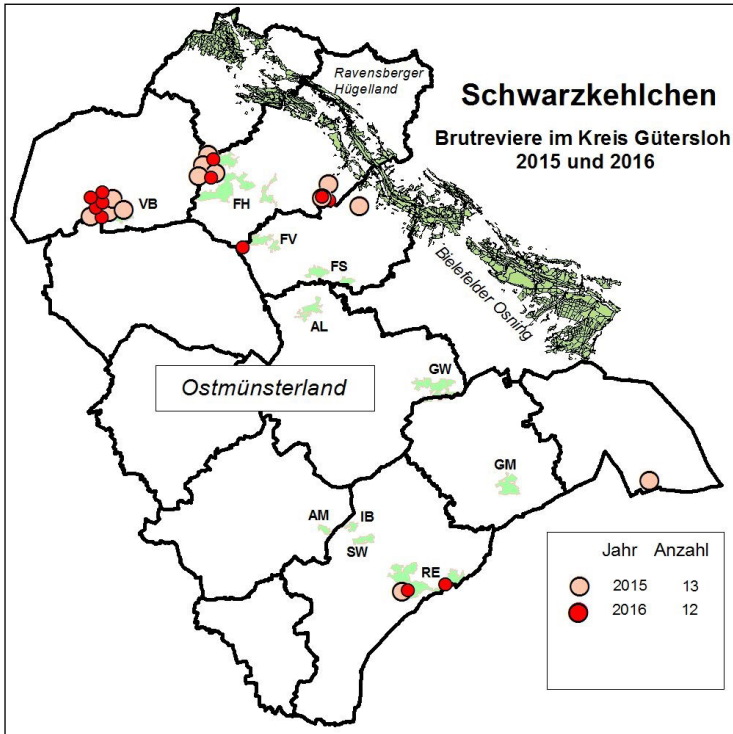 Schwarzkehlchen
Brutreviere im Kreis Gütersloh
2015 und 2016
Ravensberger
Hügelland
VB
FH
FV
FS
Bielefelder Osning
AL
GW
Ostmünsterland
GM
AM
IB
SW
RE
Jahr Anzahl
2015 13
2016 12